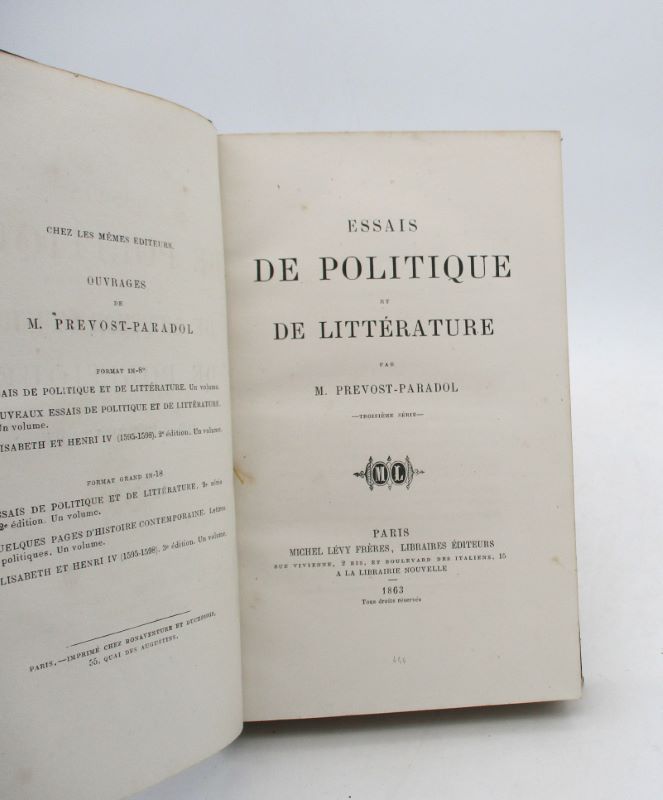 CHEZ LES MÊMES EDITEURS.
OUVRAGES
DE
M. PREVOST-PARADOL
FORMAT IN-8º
SAIS DE POLITIQUE ET DE LITTÉRATURE. Un volume.
OUVEAUX ESSAIS DE POLITIQUE ET DE LITTÉRATURE.
Un volume.
LISABETH ET HENRI IV (1595-1598). 2e édition. Un volume.
FORMAT GRAND IN-18
SSAIS DE POLITIQUE ET DE LITTÉRATURE, 2e série
2e édition. Un volume.
UELQUES PAGES D'HISTOIRE CONTEMPORAINE. Lettres
politiques. Un volume.
LISABETH ET HENRI IV (1595-1598). 3e édition. Un volume.
PARIS.—IMPRIMÉ CHEZ BONAVENTURE ET DUCESSOIS,
55, QUAI DES AUGUSTINS.
ESSAIS
DE POLITIQUE
ET
DE LITTÉRATURE
PAR
M. PREVOST-PARADOL
—TROISIÈME SÉRIE—
ML
PARIS
MICHEL LÉVY FRÈRES, LIBRAIRES ÉDITEURS
RUE VIVIENNE, 2 BIS, ET BOULEVARD DES ITALIENS, 15
A LA LIBRAIRIE NOUVELLE
1863
Tous droits réservés